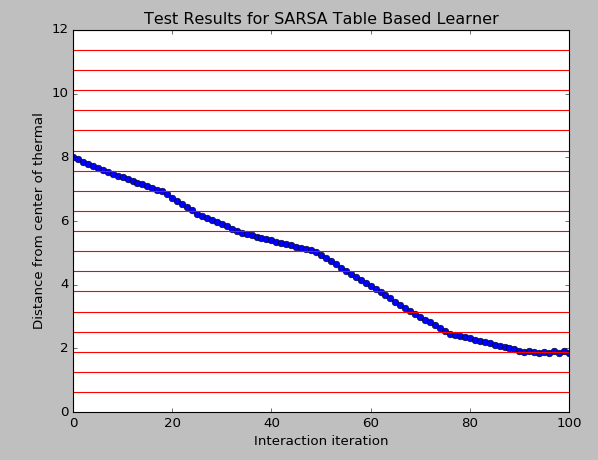 Test Results for SARSA Table Based Learner
12
10
8
6
4
2
0
Distance from center of thermal
0 20 40 60 80 100
Interaction iteration